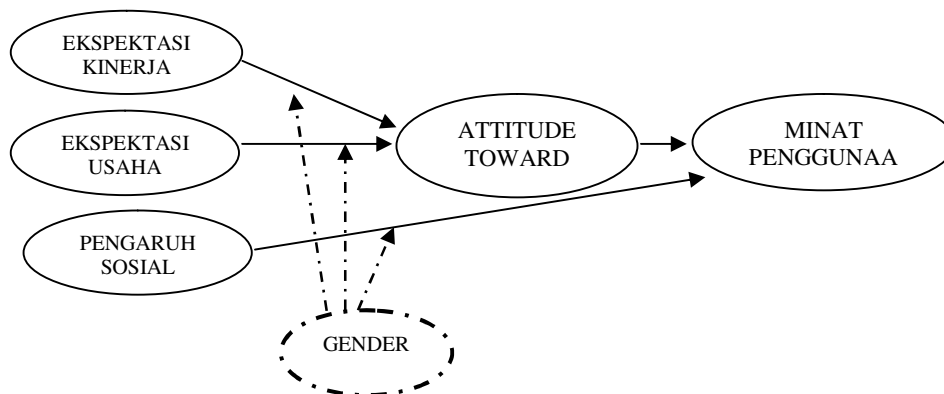 EKSPEKTASI
KINERJA
EKSPEKTASI
USAHA
PENGARUH
SOSIAL
ATTITUDE
TOWARD
MINAT
PENGGUNAA
GENDER